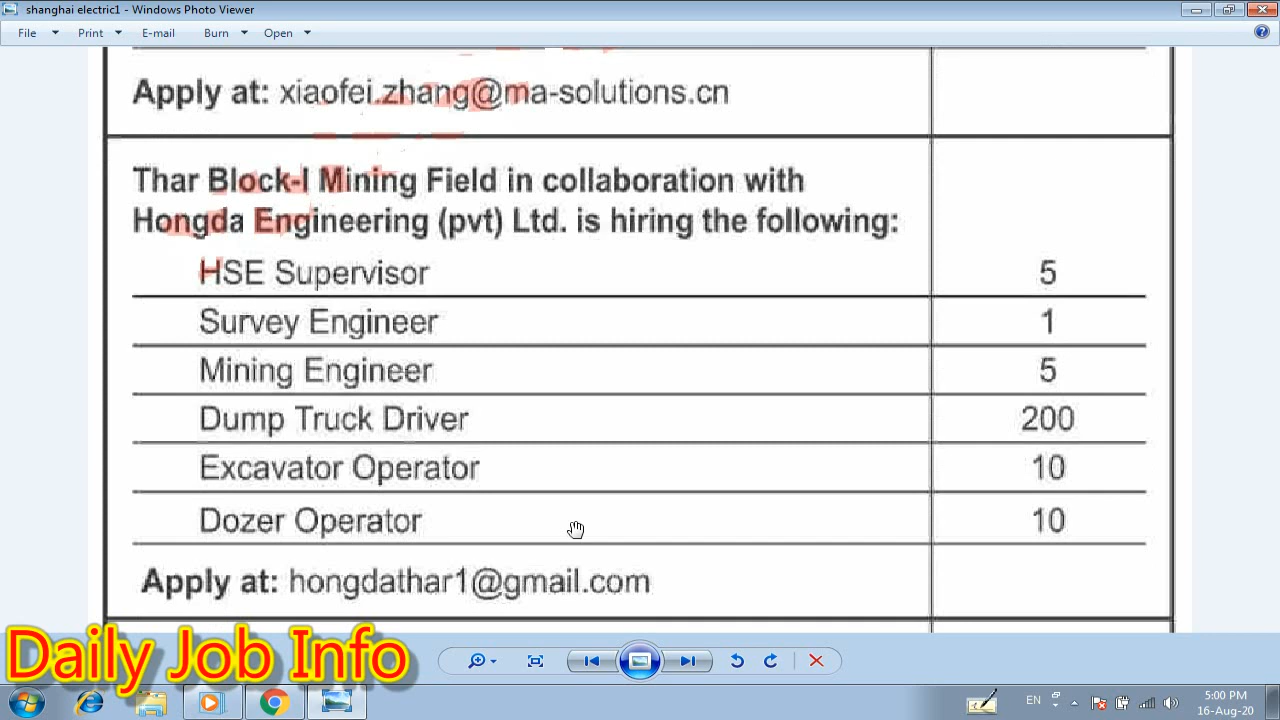 shanghai electric1 - Windows Photo Viewer
File Print E-mail Burn Open
Apply at: xiaofei.zhang@ma-solutions.cn
Thar Block-I Mining Field in collaboration with
Hongda Engineering (pvt) Ltd. is hiring the following:
HSE Supervisor 5
Survey Engineer 1
Mining Engineer 5
Dump Truck Driver 200
Excavator Operator 10
Dozer Operator 10
Apply at: hongdathar1@gmail.com
Daily Job Info
EN
5:00 PM
16-Aug-20